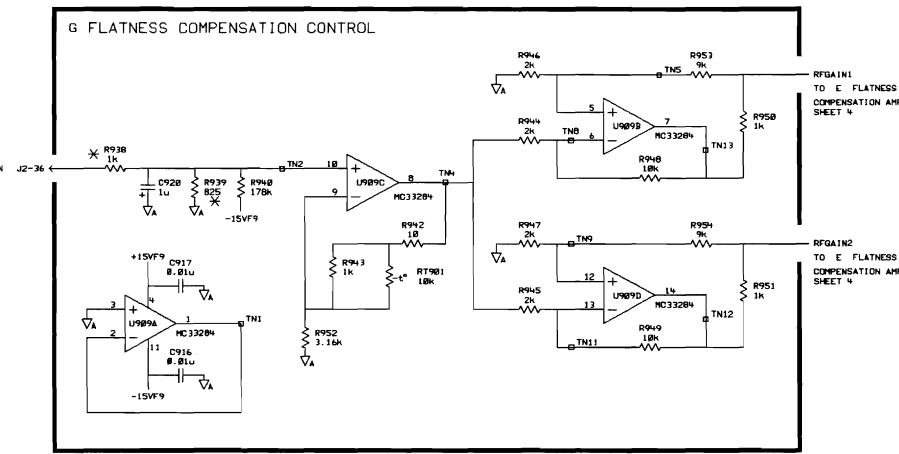 G FLATNESS COMPENSATION CONTROL
R946
2k
TN5
R953
9k
RFGAIN1
TO E FLATNESS
COMPENSATION AMP
SHEET 4
A
5
+
7
U909B
MC33284
6
-
R950
1k
R944
2k
TN8
TN13
R948
10k
N J2-36
R938
1k
TN2
10
+
8
TN4
U909C
MC33284
9
-
C920
1u
+
R939
825
R940
178k
A
A
-15VF9
R942
10
R943
1k
-t°
RT901
10k
R952
3.16k
A
R947
2k
TN9
R954
9k
RFGAIN2
TO E FLATNESS
COMPENSATION AMP
SHEET 4
A
12
+
14
U909D
MC33284
13
-
R951
1k
R945
2k
TN12
TN11
R949
10k
+15VF9
C917
0.01u
A
4
A
3
+
1
TN1
U909A
MC33284
2
-
11
C916
0.01u
A
-15VF9